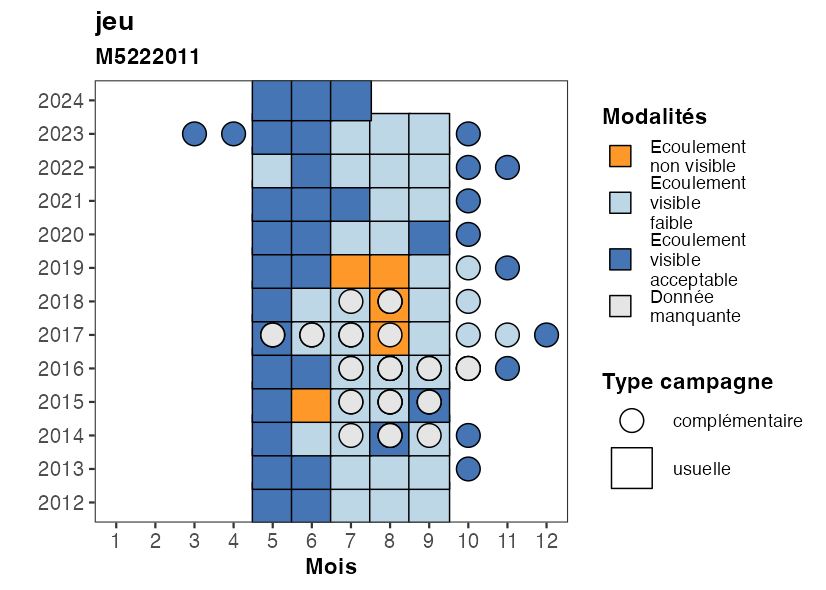 jeu
M5222011
2024
2023
2022
2021
2020
2019
2018
2017
2016
2015
2014
2013
2012
1 2 3 4 5 6 7 8 9 10 11 12
Mois
Modalités
Ecoulement
non visible
Ecoulement
visible
faible
Ecoulement
visible
acceptable
Donnée
manquante
Type campagne
complémentaire
usuelle